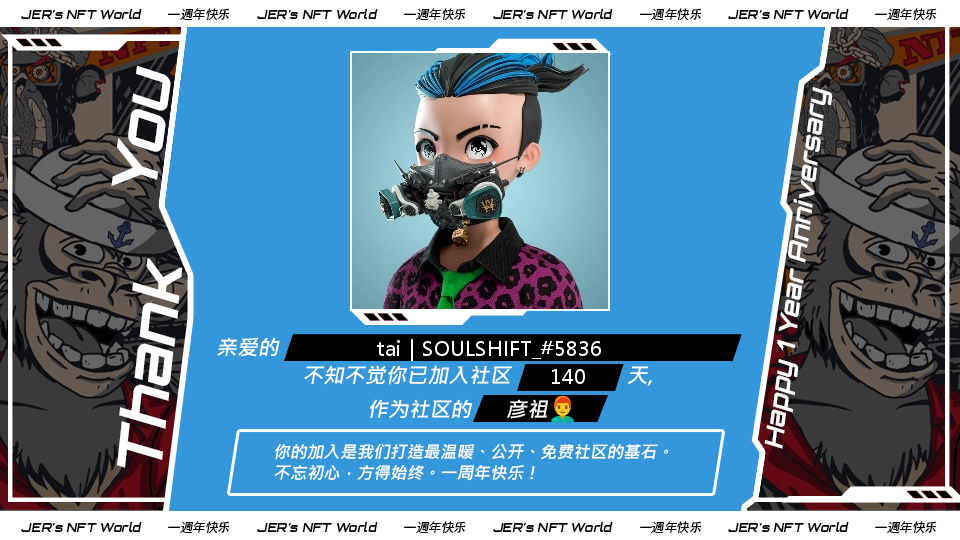 JER's NFT World 一週年快乐 JER's NFT World 一週年快乐 JER's NFT World 一週年快乐 JER's NFT World 一週年快乐
Thank You
Happy 1 Year Anniversary
亲爱的 tai | SOULSHIFT_#5836
不知不觉你已加入社区 140 天,
作为社区的 彦祖👨‍🦰
你的加入是我们打造最温暖、公开、免费社区的基石。
不忘初心，方得始终。一周年快乐！
JER's NFT World 一週年快乐 JER's NFT World 一週年快乐 JER's NFT World 一週年快乐 JER's NFT World 一週年快乐